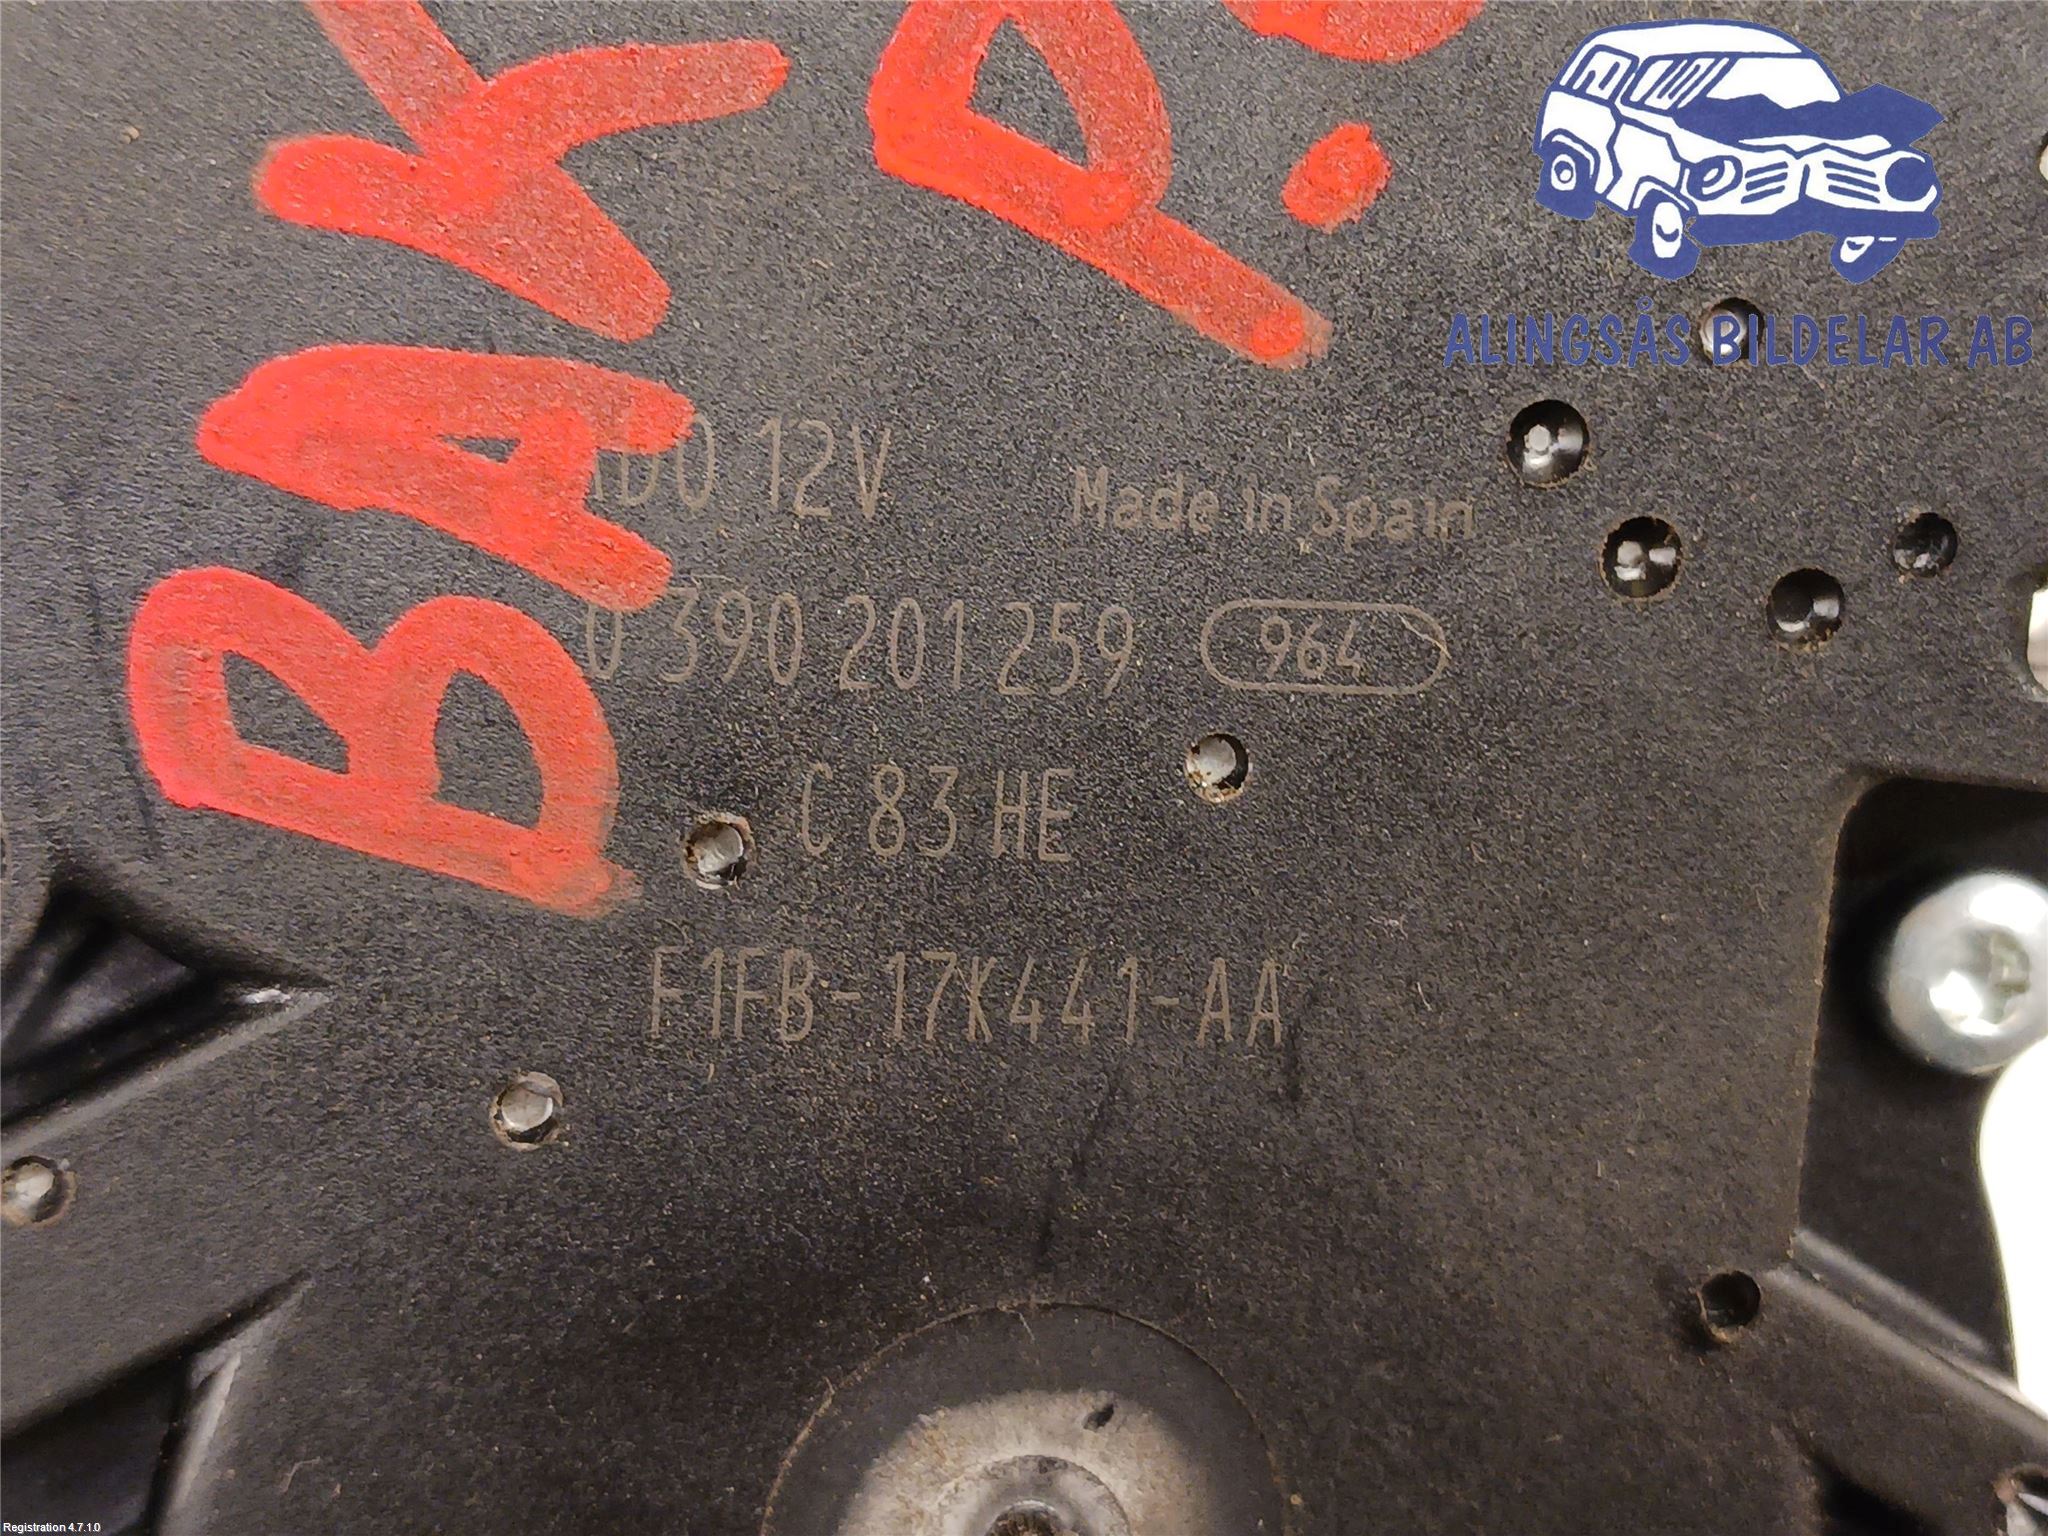 BAK
ALINGSÅS BILDELAR AB
12V
Made in Spain
0 390 201 259
964
C 83 HE
F1FB-17K441-AA
Registration 4.7.1.0